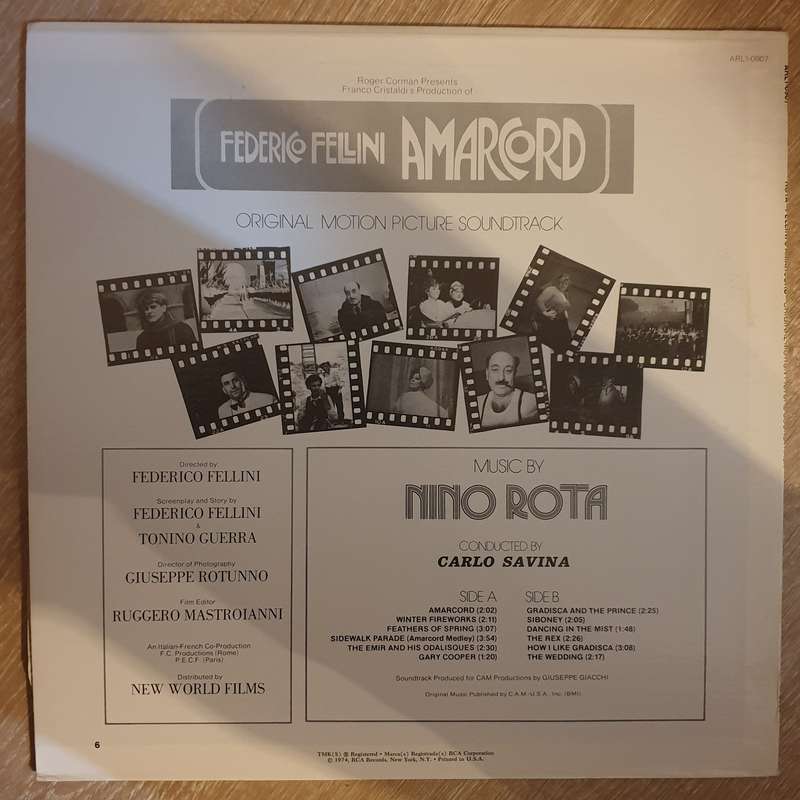 ARL1-0907
Roger Corman Presents
Franco Cristaldi's Production of
FEDERICO FELLINI AMARCORD
ORIGINAL MOTION PICTURE SOUNDTRACK
Directed by
FEDERICO FELLINI
Screenplay and Story by
FEDERICO FELLINI
&
TONINO GUERRA
Director of Photography
GIUSEPPE ROTUNNO
Film Editor
RUGGERO MASTROIANNI
An Italian-French Co-Production
F.C. Productions (Rome)
P.E.C.F. (Paris)
Distributed by
NEW WORLD FILMS
MUSIC BY
NINO ROTA
CONDUCTED BY
CARLO SAVINA
SIDE A
AMARCORD (2:02)
WINTER FIREWORKS (2:11)
FEATHERS OF SPRING (3:07)
SIDEWALK PARADE (Amarcord Medley) (3:54)
THE EMIR AND HIS ODALISQUES (2:30)
GARY COOPER (1:20)
SIDE B
GRADISCA AND THE PRINCE (2:25)
SIBONEY (2:05)
DANCING IN THE MIST (1:48)
THE REX (2:26)
HOW I LIKE GRADISCA (3:08)
THE WEDDING (2:17)
Soundtrack Produced for CAM Productions by GIUSEPPE GIACCHI
Original Music Published by C.A.M.-U.S.A., Inc. (BMI)
6
TMK(S) ® Registered • Marca(s) Registrada(s) RCA Corporation
© 1974, RCA Records, New York, N.Y. • Printed in U.S.A.